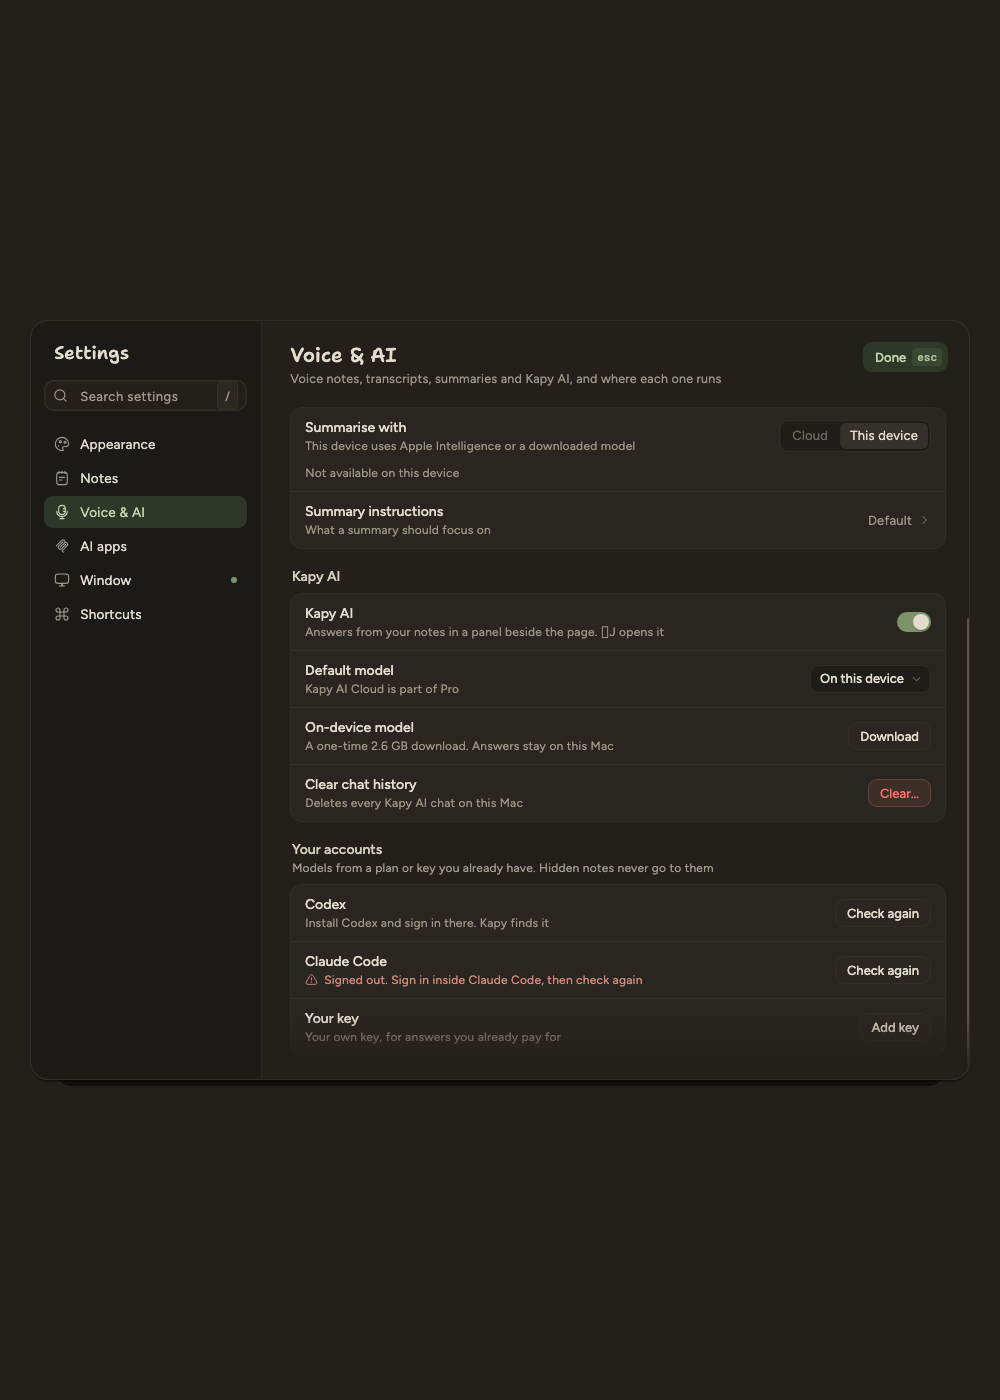 Settings
Search settings /
Appearance
Notes
Voice & AI
AI apps
Window
Shortcuts
Voice & AI
Voice notes, transcripts, summaries and Kapy AI, and where each one runs
Done esc
Summarise with
This device uses Apple Intelligence or a downloaded model
Cloud This device
Not available on this device
Summary instructions
What a summary should focus on
Default
Kapy AI
Kapy AI
Answers from your notes in a panel beside the page. ▯J opens it
Default model
Kapy AI Cloud is part of Pro
On this device
On-device model
A one-time 2.6 GB download. Answers stay on this Mac
Download
Clear chat history
Deletes every Kapy AI chat on this Mac
Clear...
Your accounts
Models from a plan or key you already have. Hidden notes never go to them
Codex
Install Codex and sign in there. Kapy finds it
Check again
Claude Code
Signed out. Sign in inside Claude Code, then check again
Check again
Your key
Your own key, for answers you already pay for
Add key